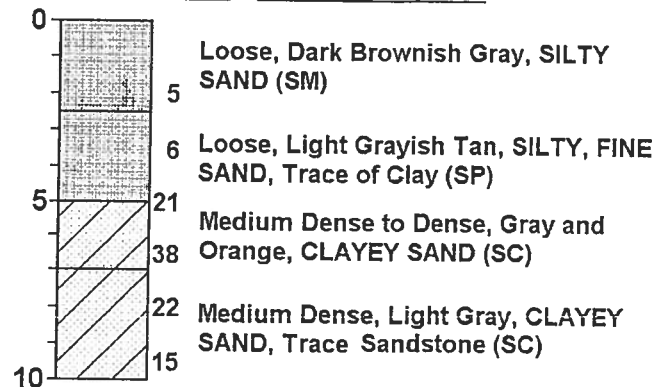 0
Loose, Dark Brownish Gray, SILTY
SAND (SM)
5
6
Loose, Light Grayish Tan, SILTY, FINE
SAND, Trace of Clay (SP)
5
21
Medium Dense to Dense, Gray and
Orange, CLAYEY SAND (SC)
38
22
Medium Dense, Light Gray, CLAYEY
SAND, Trace Sandstone (SC)
15
10